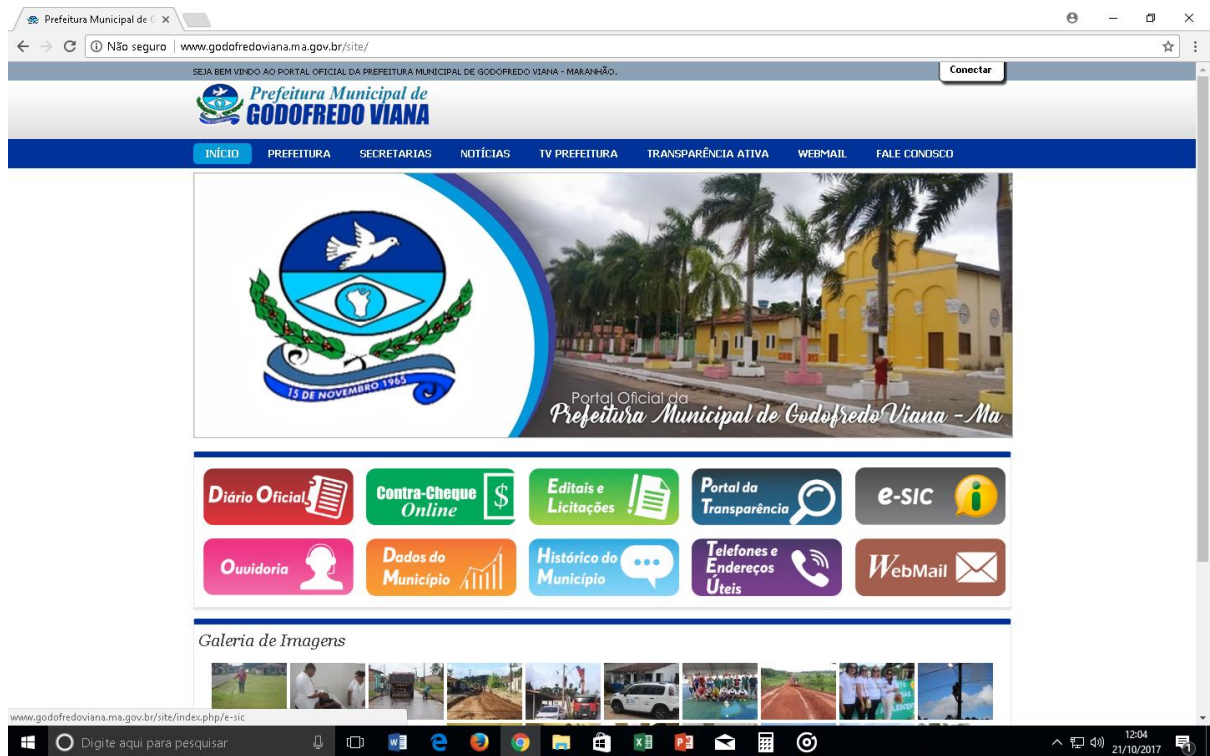 Prefeitura Municipal de G
Não seguro | www.godofredoviana.ma.gov.br/site/
SEJA BEM VINDO AO PORTAL OFICIAL DA PREFEITURA MUNICIPAL DE GODOFREDO VIANA - MARANHÃO.
Conectar
Prefeitura Municipal de
GODOFREDO VIANA
INÍCIO PREFEITURA SECRETARIAS NOTÍCIAS TV PREFEITURA TRANSPARÊNCIA ATIVA WEBMAIL FALE CONOSCO
15 DE NOVEMBRO 1965
Portal Oficial da
Prefeitura Municipal de Godofredo Viana - Ma
Diário Oficial
Contra-Cheque
Online
$
Editais e
Licitações
Portal da
Transparência
e-SIC
i
Ouvidoria
Dados do
Município
Histórico do
Município
Telefones e
Endereços
Úteis
WebMail
Galeria de Imagens
www.godofredoviana.ma.gov.br/site/index.php/e-sic
Digite aqui para pesquisar
12:04
21/10/2017